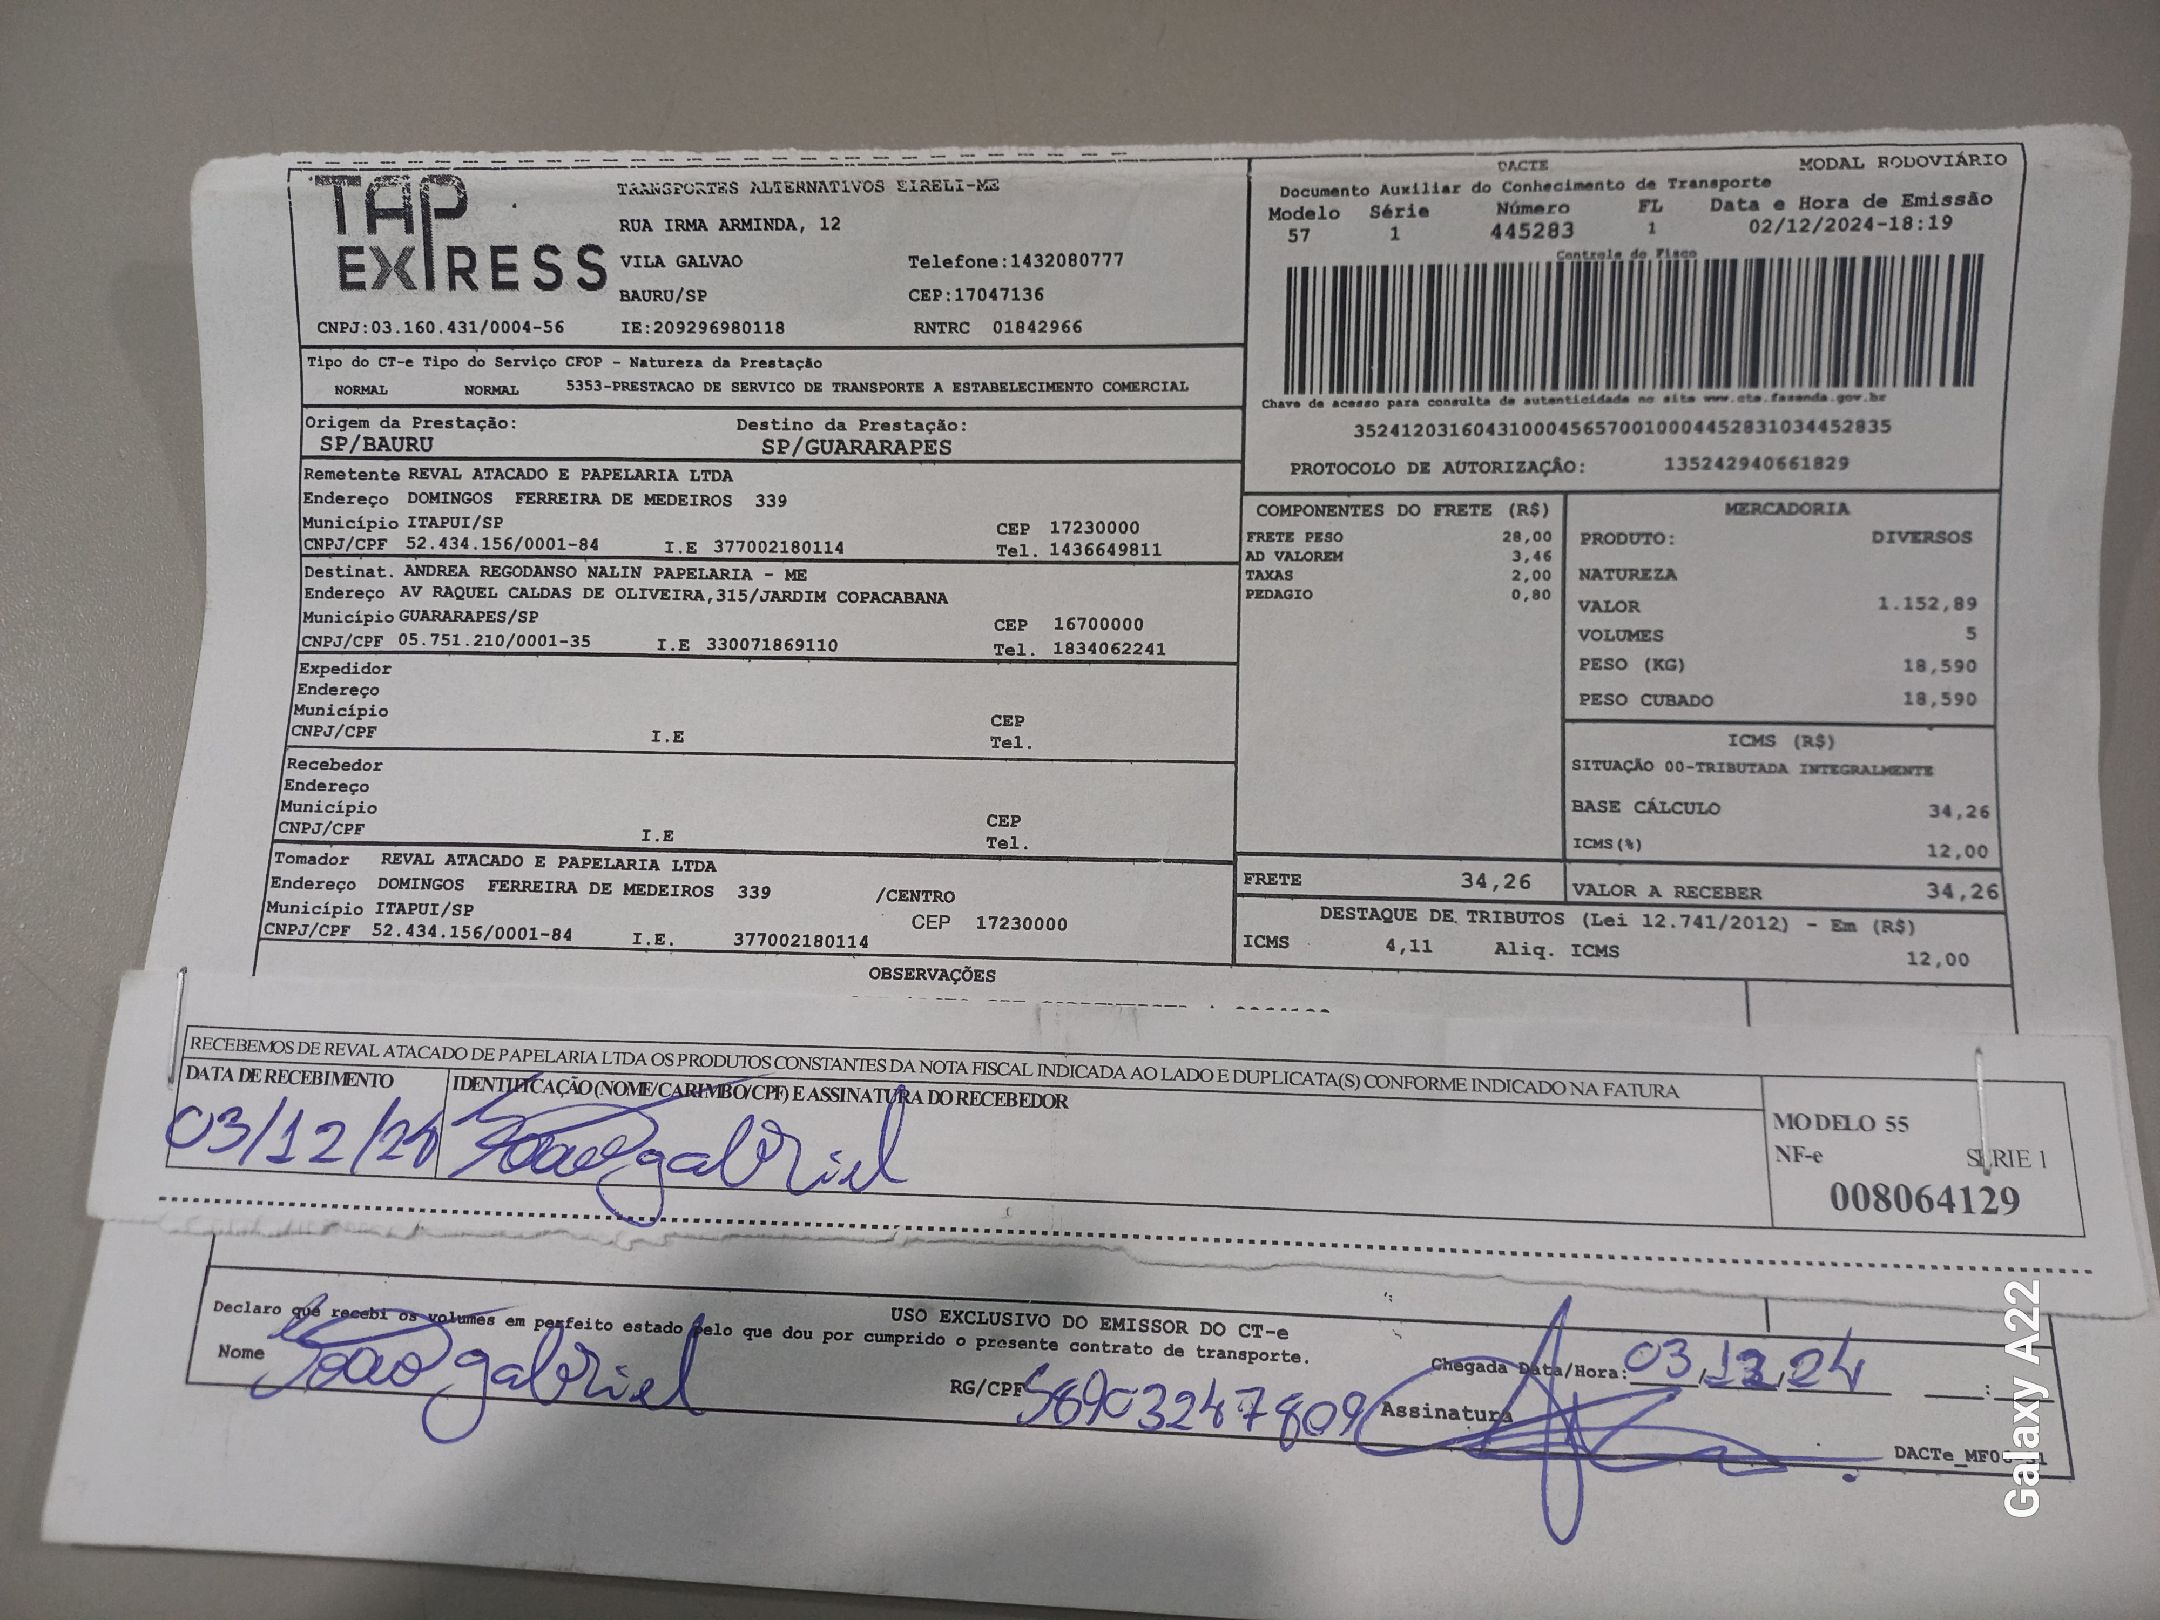 TAP EXPRESS
TRANSPORTES ALTERNATIVOS EIRELI-ME
RUA IRMA ARMINDA, 12
VILA GALVAO Telefone:1432080777
BAURU/SP CEP:17047136
CNPJ:03.160.431/0004-56 IE:209296980118 RNTRC 01842966
DACTE MODAL RODOVIÁRIO
Documento Auxiliar do Conhecimento de Transporte
Modelo Série Número FL Data e Hora de Emissão
57 1 445283 1 02/12/2024-18:19
Controle do Fisco
Chave de acesso para consulta de autenticidade no site www.cte.fazenda.gov.br
35241203160431000456570010004452831034452835
PROTOCOLO DE AUTORIZAÇÃO: 135242940661829
Tipo do CT-e Tipo do Serviço CFOP - Natureza da Prestação
NORMAL NORMAL 5353-PRESTACAO DE SERVICO DE TRANSPORTE A ESTABELECIMENTO COMERCIAL
Origem da Prestação: Destino da Prestação:
SP/BAURU SP/GUARARAPES
Remetente REVAL ATACADO E PAPELARIA LTDA
Endereço DOMINGOS FERREIRA DE MEDEIROS 339
Município ITAPUI/SP CEP 17230000
CNPJ/CPF 52.434.156/0001-84 I.E 377002180114 Tel. 1436649811
Destinat. ANDREA REGODANSO NALIN PAPELARIA - ME
Endereço AV RAQUEL CALDAS DE OLIVEIRA,315/JARDIM COPACABANA
Município GUARARAPES/SP CEP 16700000
CNPJ/CPF 05.751.210/0001-35 I.E 330071869110 Tel. 1834062241
Expedidor
Endereço
Município CEP
CNPJ/CPF I.E Tel.
Recebedor
Endereço
Município CEP
CNPJ/CPF I.E Tel.
Tomador REVAL ATACADO E PAPELARIA LTDA
Endereço DOMINGOS FERREIRA DE MEDEIROS 339 /CENTRO
Município ITAPUI/SP CEP 17230000
CNPJ/CPF 52.434.156/0001-84 I.E. 377002180114
COMPONENTES DO FRETE (R$)
FRETE PESO 28,00
AD VALOREM 3,46
TAXAS 2,00
PEDAGIO 0,80
FRETE 34,26
MERCADORIA
PRODUTO: DIVERSOS
NATUREZA
VALOR 1.152,89
VOLUMES 5
PESO (KG) 18,590
PESO CUBADO 18,590
ICMS (R$)
SITUAÇÃO 00-TRIBUTADA INTEGRALMENTE
BASE CÁLCULO 34,26
ICMS(%) 12,00
VALOR A RECEBER 34,26
DESTAQUE DE TRIBUTOS (Lei 12.741/2012) - Em (R$)
ICMS 4,11 Aliq. ICMS 12,00
OBSERVAÇÕES
RECEBEMOS DE REVAL ATACADO DE PAPELARIA LTDA OS PRODUTOS CONSTANTES DA NOTA FISCAL INDICADA AO LADO E DUPLICATA(S) CONFORME INDICADO NA FATURA
DATA DE RECEBIMENTO IDENTIFICAÇÃO (NOME/CARIMBO/CPF) E ASSINATURA DO RECEBEDOR
03/12/24 João gabriel
MODELO 55
NF-e SERIE 1
008064129
USO EXCLUSIVO DO EMISSOR DO CT-e
Declaro que recebi os volumes em perfeito estado pelo que dou por cumprido o presente contrato de transporte.
Nome João gabriel RG/CPF 56903247809 Assinatura
Chegada Data/Hora: 03,12,24 :
DACTe_MF06
Galaxy A22